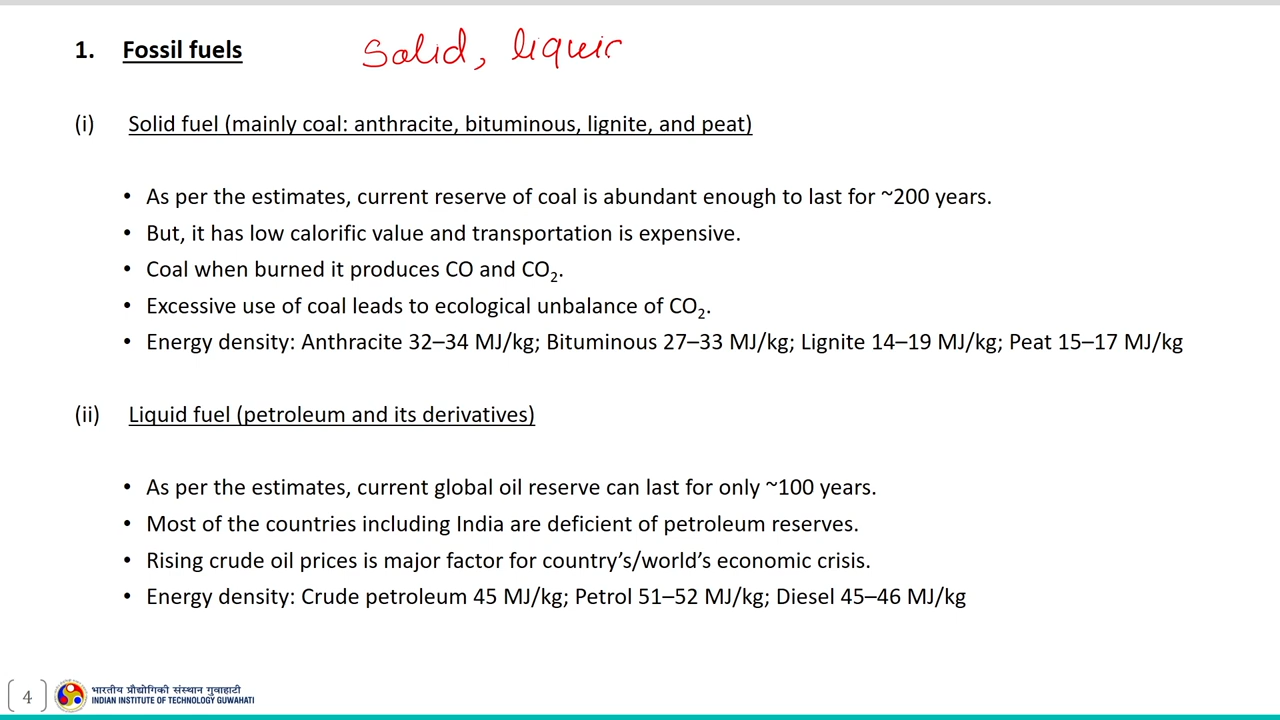 1. Fossil fuels Solid, liquid
(i) Solid fuel (mainly coal: anthracite, bituminous, lignite, and peat)
• As per the estimates, current reserve of coal is abundant enough to last for ~200 years.
• But, it has low calorific value and transportation is expensive.
• Coal when burned it produces CO and CO₂.
• Excessive use of coal leads to ecological unbalance of CO₂.
• Energy density: Anthracite 32–34 MJ/kg; Bituminous 27–33 MJ/kg; Lignite 14–19 MJ/kg; Peat 15–17 MJ/kg
(ii) Liquid fuel (petroleum and its derivatives)
• As per the estimates, current global oil reserve can last for only ~100 years.
• Most of the countries including India are deficient of petroleum reserves.
• Rising crude oil prices is major factor for country’s/world’s economic crisis.
• Energy density: Crude petroleum 45 MJ/kg; Petrol 51–52 MJ/kg; Diesel 45–46 MJ/kg
4
भारतीय प्रौद्योगिकी संस्थान गुवाहाटी
INDIAN INSTITUTE OF TECHNOLOGY GUWAHATI